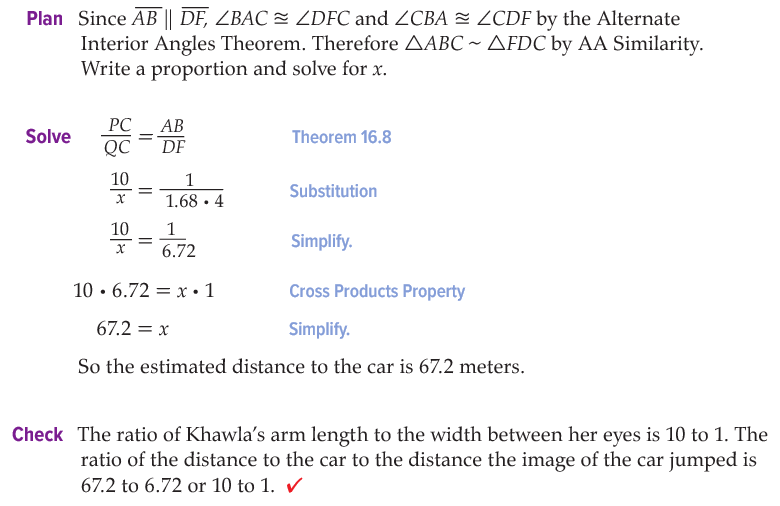 Plan Since AB ∥ DF, ∠BAC ≅ ∠DFC and ∠CBA ≅ ∠CDF by the Alternate
Interior Angles Theorem. Therefore △ABC ~ △FDC by AA Similarity.
Write a proportion and solve for x.
Solve PC/QC = AB/DF Theorem 16.8
10/x = 1/1.68 • 4 Substitution
10/x = 1/6.72 Simplify.
10 • 6.72 = x • 1 Cross Products Property
67.2 = x Simplify.
So the estimated distance to the car is 67.2 meters.
Check The ratio of Khawla's arm length to the width between her eyes is 10 to 1. The
ratio of the distance to the car to the distance the image of the car jumped is
67.2 to 6.72 or 10 to 1. ✓